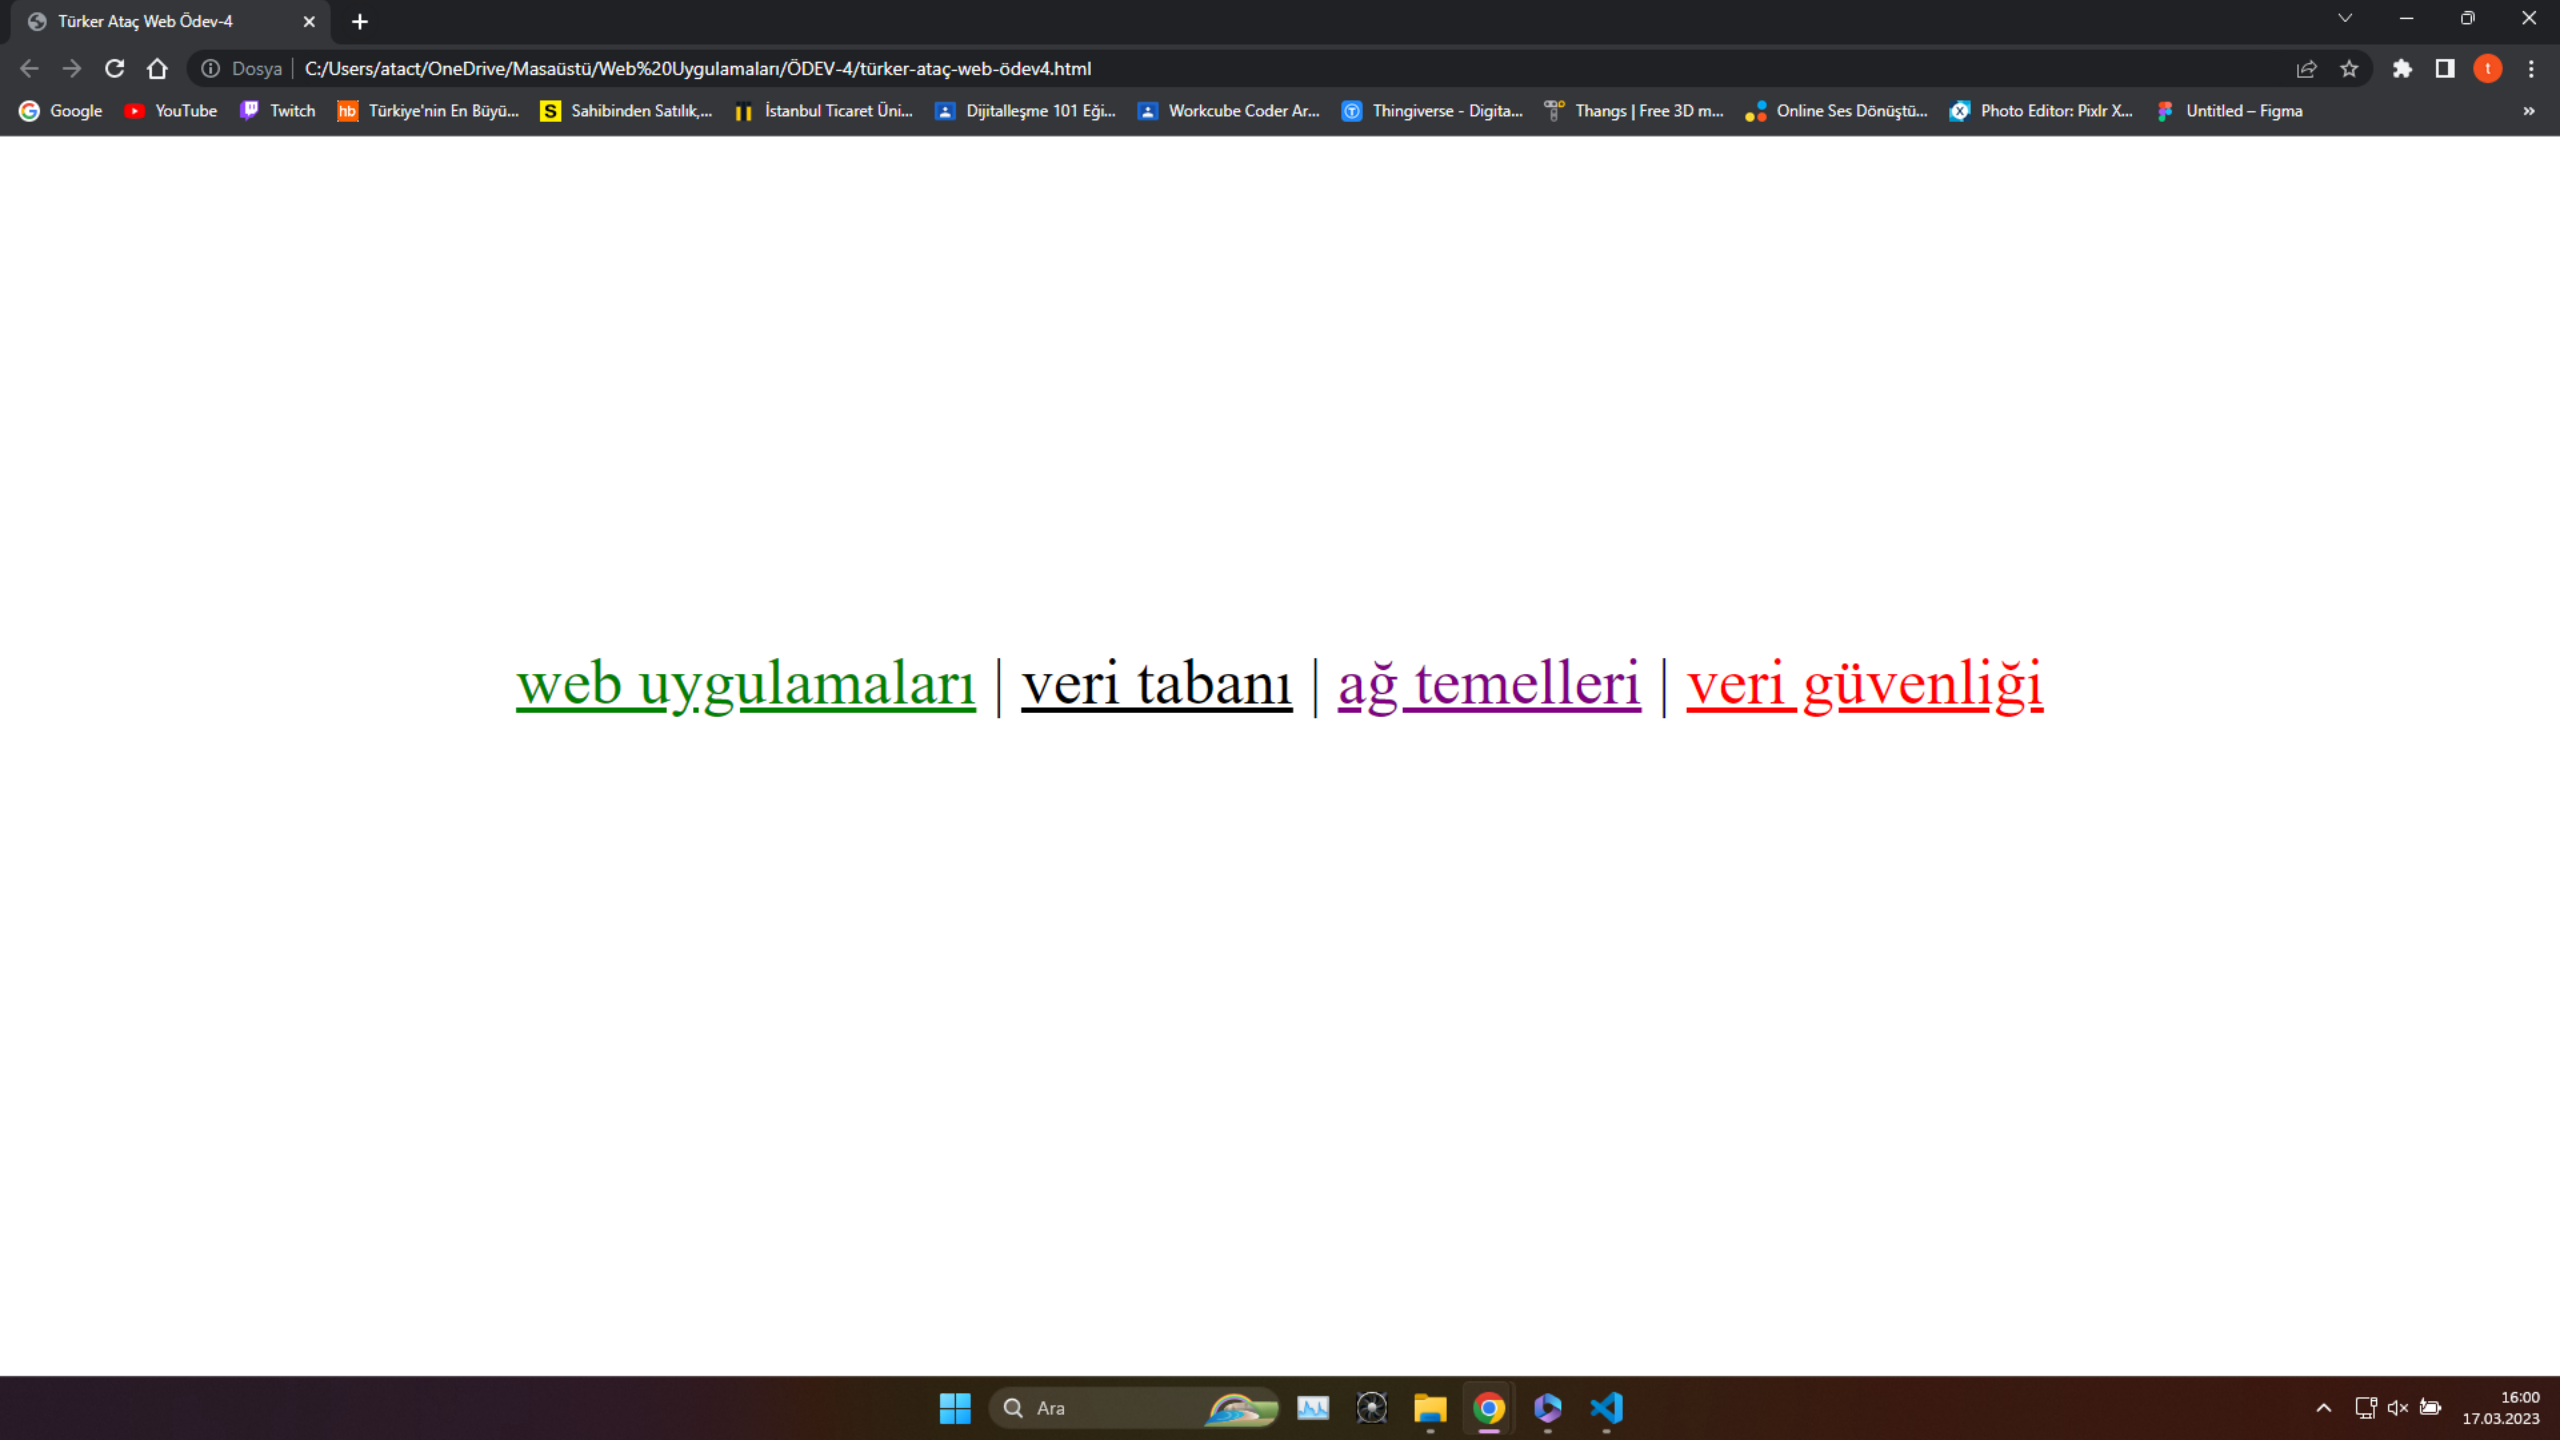 Türker Ataç Web Ödev-4
Dosya | C:/Users/atact/OneDrive/Masaüstü/Web%20Uygulamaları/ÖDEV-4/türker-ataç-web-ödev4.html
t
Google YouTube Twitch hb Türkiye'nin En Büyü... S Sahibinden Satılık,... İstanbul Ticaret Üni... Dijitalleşme 101 Eği... Workcube Coder Ar... Thingiverse - Digita... Thangs | Free 3D m... Online Ses Dönüştü... Photo Editor: Pixlr X... Untitled – Figma »
web uygulamaları | veri tabanı | ağ temelleri | veri güvenliği
Ara
16:00
17.03.2023